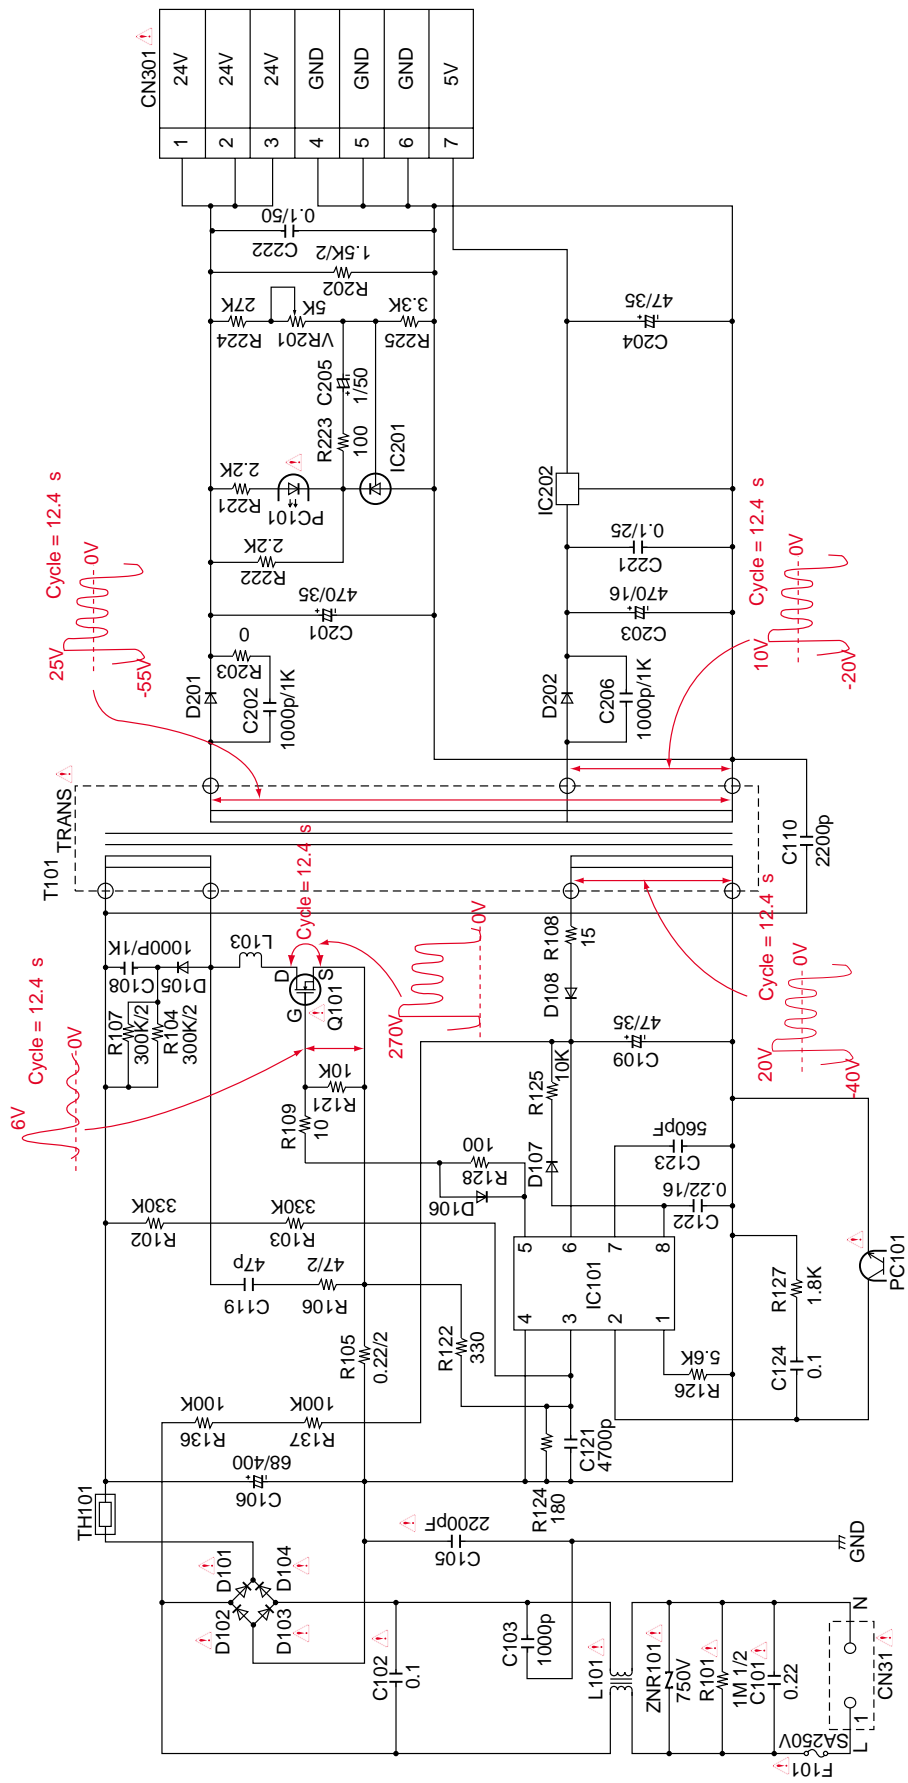 CN301
1 24V
2 24V
3 24V
4 GND
5 GND
6 GND
7 5V
0.1/50
C222
1.5K/2
R202
27K
R224
5K
VR201
3.3K
R225
C205
1/50
R223
100
IC201
2.2K
R221
PC101
2.2K
R222
470/35
C201
0
R203
C202
1000p/1K
D201
25V
-55V
0V
Cycle = 12.4 s
47/35
C204
IC202
0.1/25
C221
470/16
C203
D202
C206
1000p/1K
10V
-20V
0V
Cycle = 12.4 s
T101
TRANS
C110
2200p
1000P/1K
C108
D105
R107
300K/2
R104
300K/2
L103
D
S
G
Q101
Cycle = 12.4 s
270V
0V
6V
0V
Cycle = 12.4 s
10K
R121
R109
10
100
R128
D106
330K
R102
330K
R103
47p
C119
47/2
R106
R105
0.22/2
R122
330
R108
15
D108
47/35
C109
R125
10K
D107
560pF
C123
0.22/16
C122
20V
-40V
0V
Cycle = 12.4 s
IC101
5
6
7
8
4
3
2
1
5.6K
R126
R127
1.8K
C124
0.1
PC101
100K
R136
100K
R137
68/400
C106
TH101
R124
180
C121
4700p
D101
D104
D102
D103
2200pF
C105
GND
C102
0.1
C103
1000p
L101
ZNR101
750V
R101
1M 1/2
C101
0.22
N
L
1
CN31
SA250V
F101